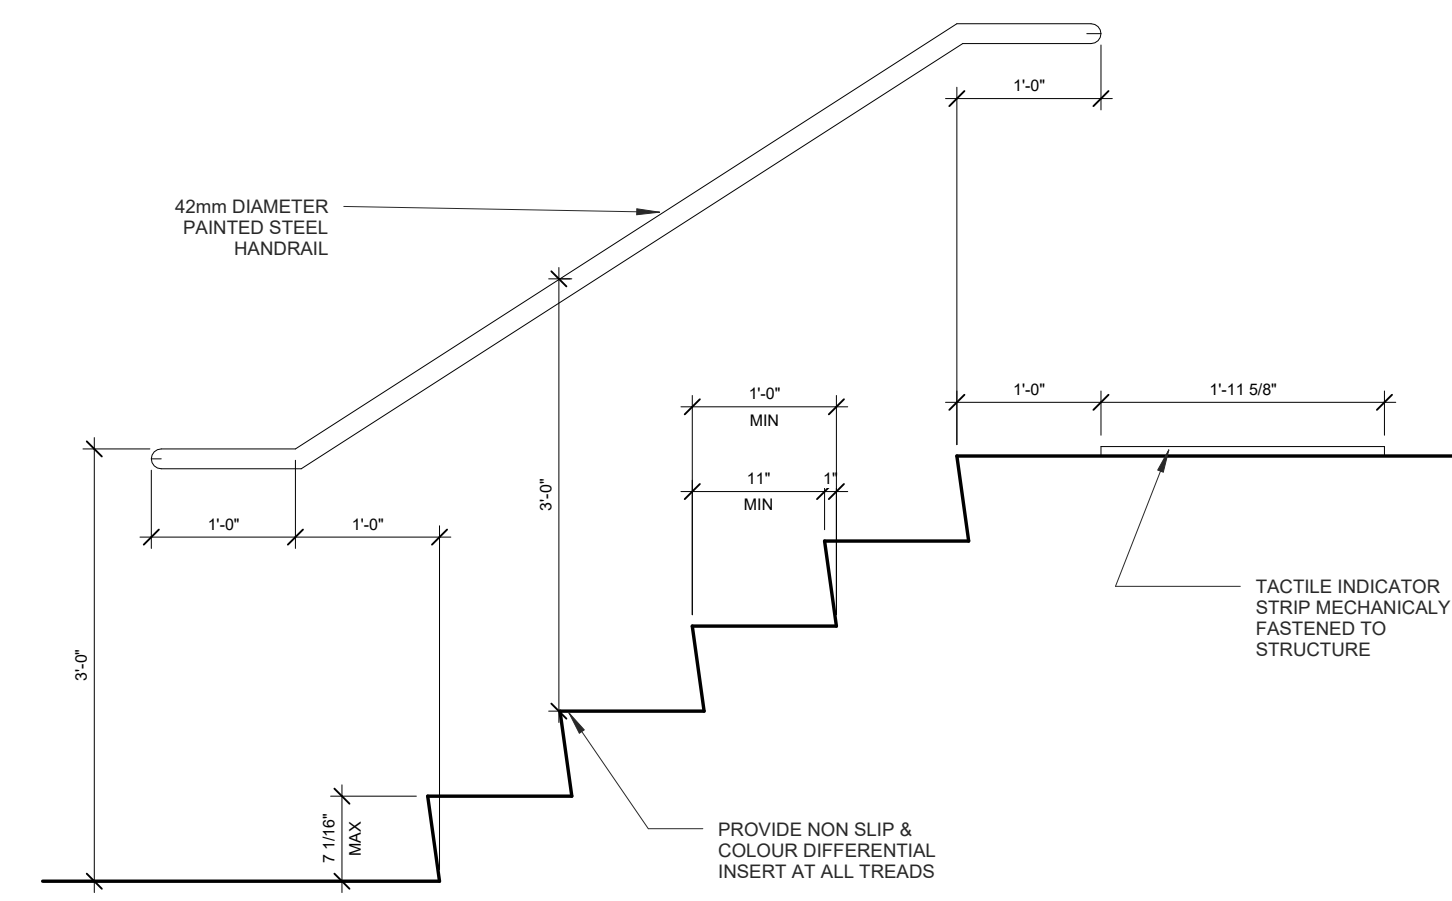 1'-0"
42mm DIAMETER
PAINTED STEEL
HANDRAIL
1'-0"
MIN
1'-0"
1'-11 5/8"
11"
MIN
1"
3'-0"
1'-0"
1'-0"
3'-0"
TACTILE INDICATOR
STRIP MECHANICALY
FASTENED TO
STRUCTURE
7 1/16"
MAX
PROVIDE NON SLIP &
COLOUR DIFFERENTIAL
INSERT AT ALL TREADS